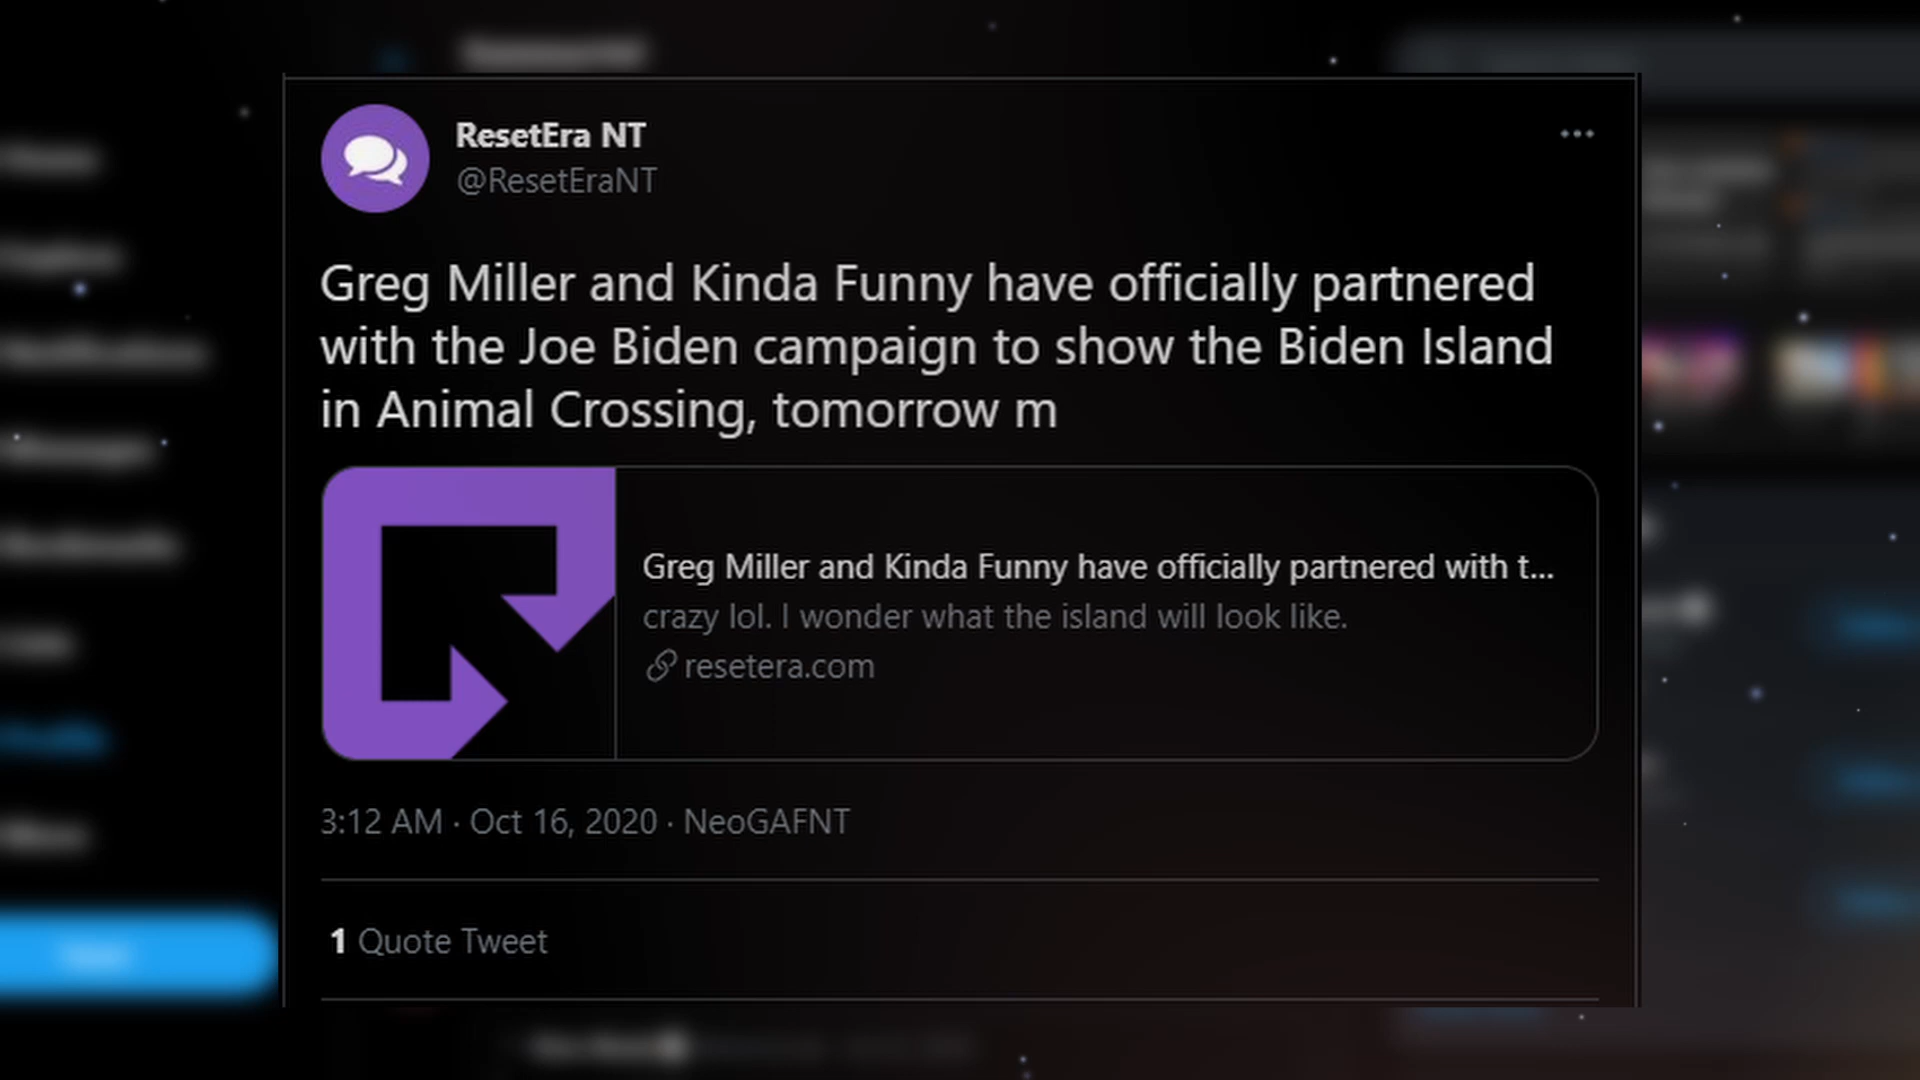 ResetEra NT
@ResetEraNT
Greg Miller and Kinda Funny have officially partnered
with the Joe Biden campaign to show the Biden Island
in Animal Crossing, tomorrow m
Greg Miller and Kinda Funny have officially partnered with t...
crazy lol. I wonder what the island will look like.
resetera.com
3:12 AM · Oct 16, 2020 · NeoGAFNT
1 Quote Tweet